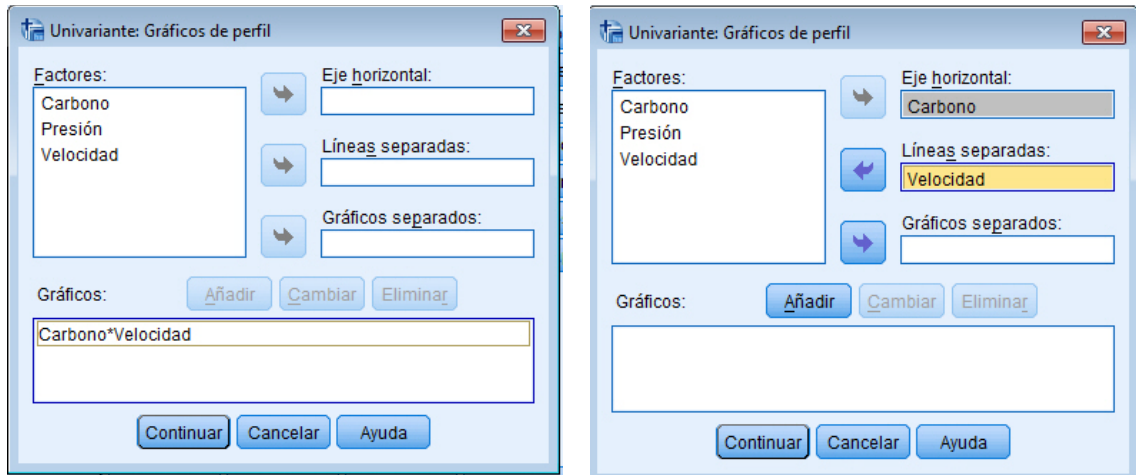 Univariante: Gráficos de perfil
Factores:
Carbono
Presión
Velocidad
Eje horizontal:
Líneas separadas:
Gráficos separados:
Gráficos:
Añadir
Cambiar
Eliminar
Carbono*Velocidad
Continuar
Cancelar
Ayuda
Univariante: Gráficos de perfil
Factores:
Carbono
Presión
Velocidad
Eje horizontal:
Carbono
Líneas separadas:
Velocidad
Gráficos separados:
Gráficos:
Añadir
Cambiar
Eliminar
Continuar
Cancelar
Ayuda